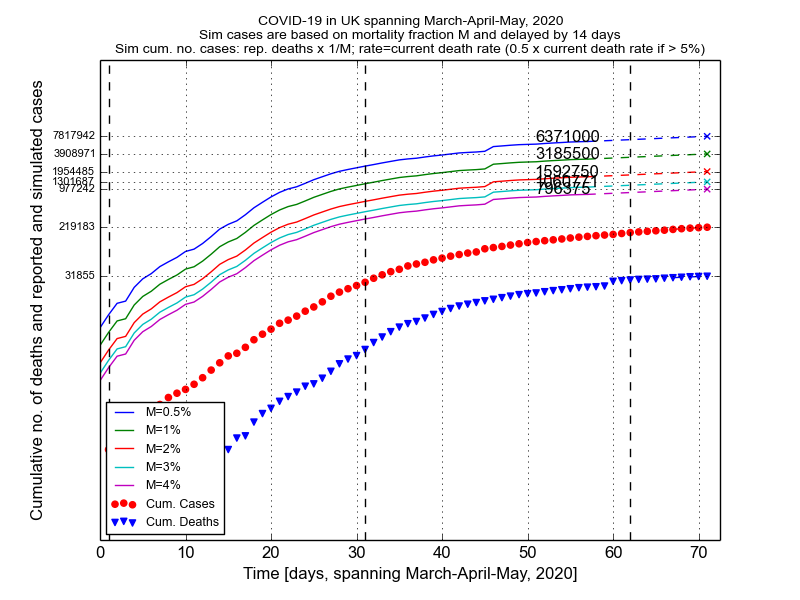 COVID-19 in UK spanning March-April-May, 2020
Sim cases are based on mortality fraction M and delayed by 14 days
Sim cum. no. cases: rep. deaths x 1/M; rate=current death rate (0.5 x current death rate if > 5%)
Cumulative no. of deaths and reported and simulated cases
7817942
3908971
1954485
1301687
977242
219183
31855
6371000
3185500
1592750
796375
M=0.5%
M=1%
M=2%
M=3%
M=4%
Cum. Cases
Cum. Deaths
0 10 20 30 40 50 60 70
Time [days, spanning March-April-May, 2020]